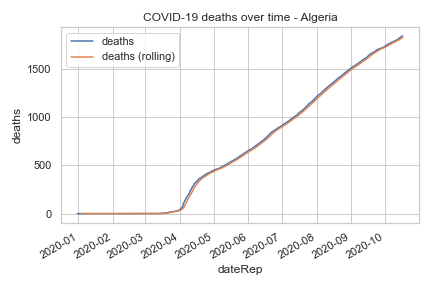 COVID-19 deaths over time - Algeria
deaths
deaths (rolling)
deaths
1500
1000
500
0
2020-01
2020-02
2020-03
2020-04
2020-05
2020-06
2020-07
2020-08
2020-09
2020-10
dateRep